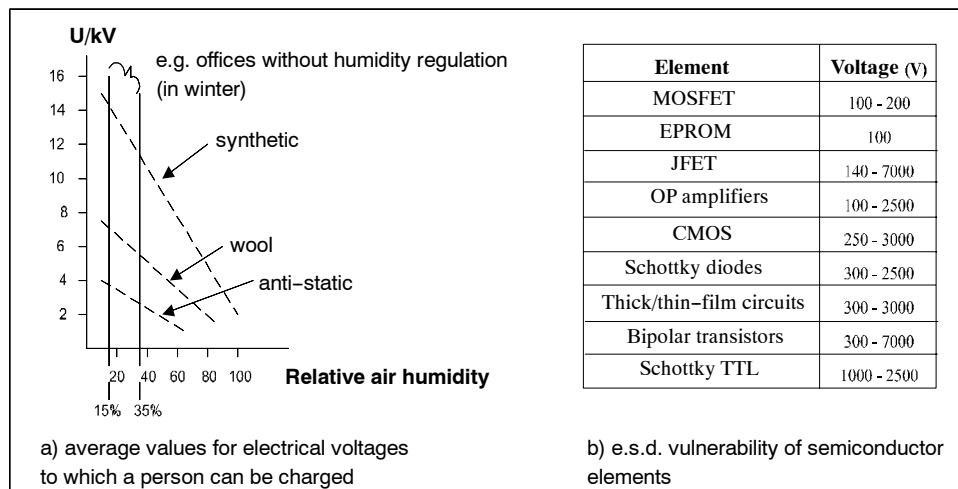 U/kV
e.g. offices without humidity regulation
(in winter)
16
14
12
10
8
6
4
2
synthetic
wool
anti-static
20 40 60 80 100
Relative air humidity
15% 35%
a) average values for electrical voltages
to which a person can be charged
Element Voltage (V)
MOSFET 100 - 200
EPROM 100
JFET 140 - 7000
OP amplifiers 100 - 2500
CMOS 250 - 3000
Schottky diodes 300 - 2500
Thick/thin-film circuits 300 - 3000
Bipolar transistors 300 - 7000
Schottky TTL 1000 - 2500
b) e.s.d. vulnerability of semiconductor
elements